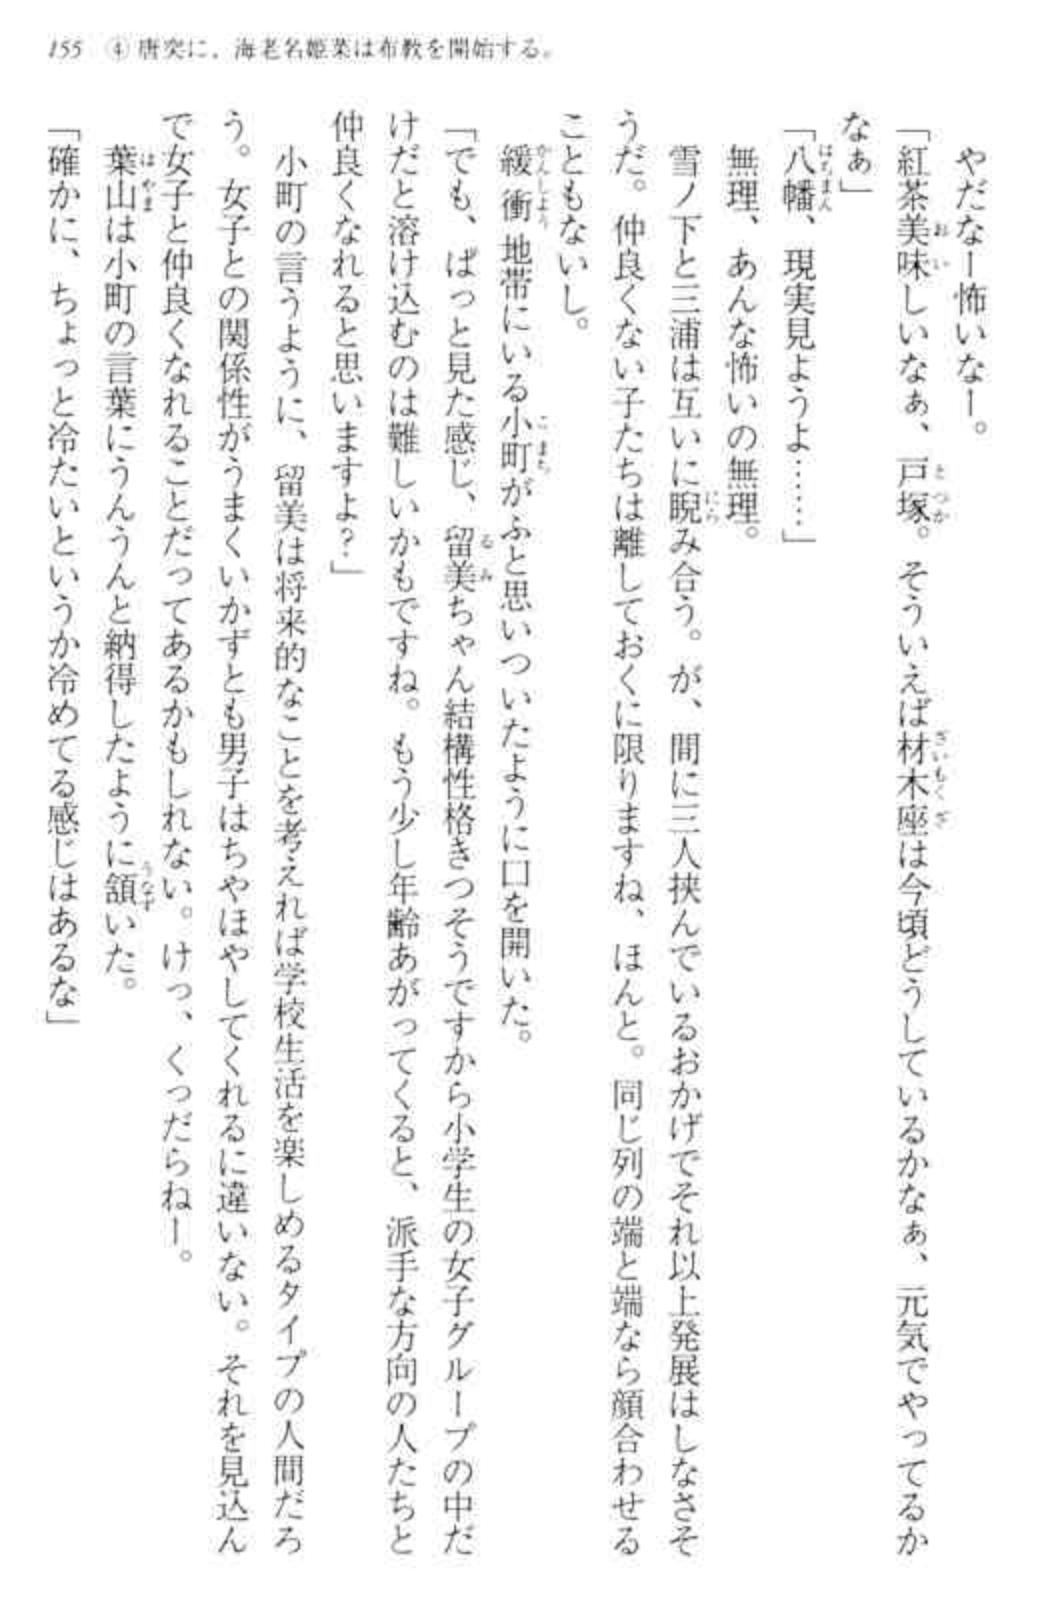 155 ④ 唐突に、海老名姫菜は布教を開始する。
やだなー怖いなー。
「紅茶美味しいなぁ、戸塚。そういえば材木座は今頃どうしているかなぁ、元気でやってるか
なぁ」
「八幡、現実見ようよ……」
無理、あんな怖いの無理。
雪ノ下と三浦は互いに睨み合う。が、間に三人挟んでいるおかげでそれ以上発展はしなさそ
うだ。仲良くない子たちは離しておくに限りますね、ほんと。同じ列の端と端なら顔合わせる
こともないし。
緩衝地帯にいる小町がふと思いついたように口を開いた。
「でも、ぱっと見た感じ、留美ちゃん結構性格きつそうですから小学生の女子グループの中だ
けだと溶け込むのは難しいかもですね。もう少し年齢あがってくると、派手な方向の人たちと
仲良くなれると思いますよ?」
小町の言うように、留美は将来的なことを考えれば学校生活を楽しめるタイプの人間だろ
う。女子との関係性がうまくいかずとも男子はちやほやしてくれるに違いない。それを見込ん
で女子と仲良くなれることだってあるかもしれない。けっ、くっだらねー。
葉山は小町の言葉にうんうんと納得したように頷いた。
「確かに、ちょっと冷たいというか冷めてる感じはあるな」